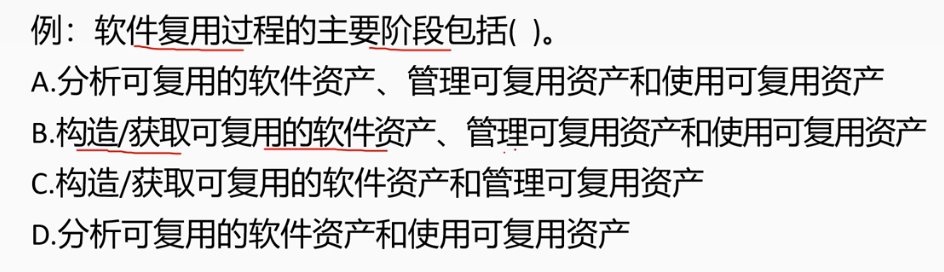 例：软件复用过程的主要阶段包括( )。
A.分析可复用的软件资产、管理可复用资产和使用可复用资产
B.构造/获取可复用的软件资产、管理可复用资产和使用可复用资产
C.构造/获取可复用的软件资产和管理可复用资产
D.分析可复用的软件资产和使用可复用资产